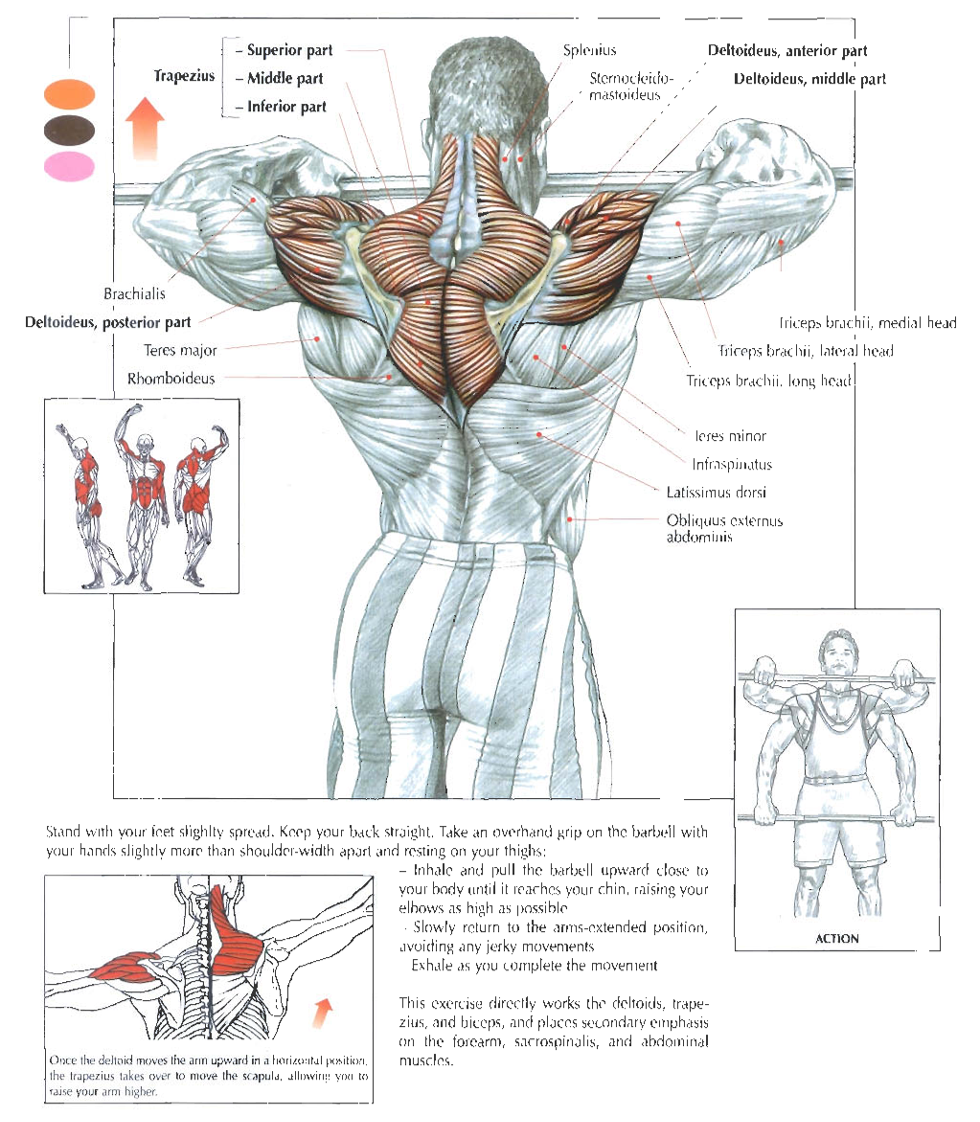 Trapezius
– Superior part
– Middle part
– Inferior part
Splenius
Sternocleido-
mastoideus
Deltoideus, anterior part
Deltoideus, middle part
Brachialis
Deltoideus, posterior part
Teres major
Rhomboideus
Triceps brachii, medial head
Triceps brachii, lateral head
Triceps brachii, long head
Teres minor
Infraspinatus
Latissimus dorsi
Obliquus externus
abdominis
ACTION
Stand with your feet slighlty spread. Keep your back straight. Take an overhand grip on the barbell with
your hands slightly more than shoulder-width apart and resting on your thighs:
– Inhale and pull the barbell upward close to
your body until it reaches your chin, raising your
elbows as high as possible
- Slowly return to the arms-extended position,
avoiding any jerky movements
Exhale as you complete the movement
This exercise directly works the deltoids, trape-
zius, and biceps, and places secondary emphasis
on the forearm, sacrospinalis, and abdominal
muscles.
Once the deltoid moves the arm upward in a horizontal position,
the trapezius takes over to move the scapula, allowing you to
raise your arm higher.